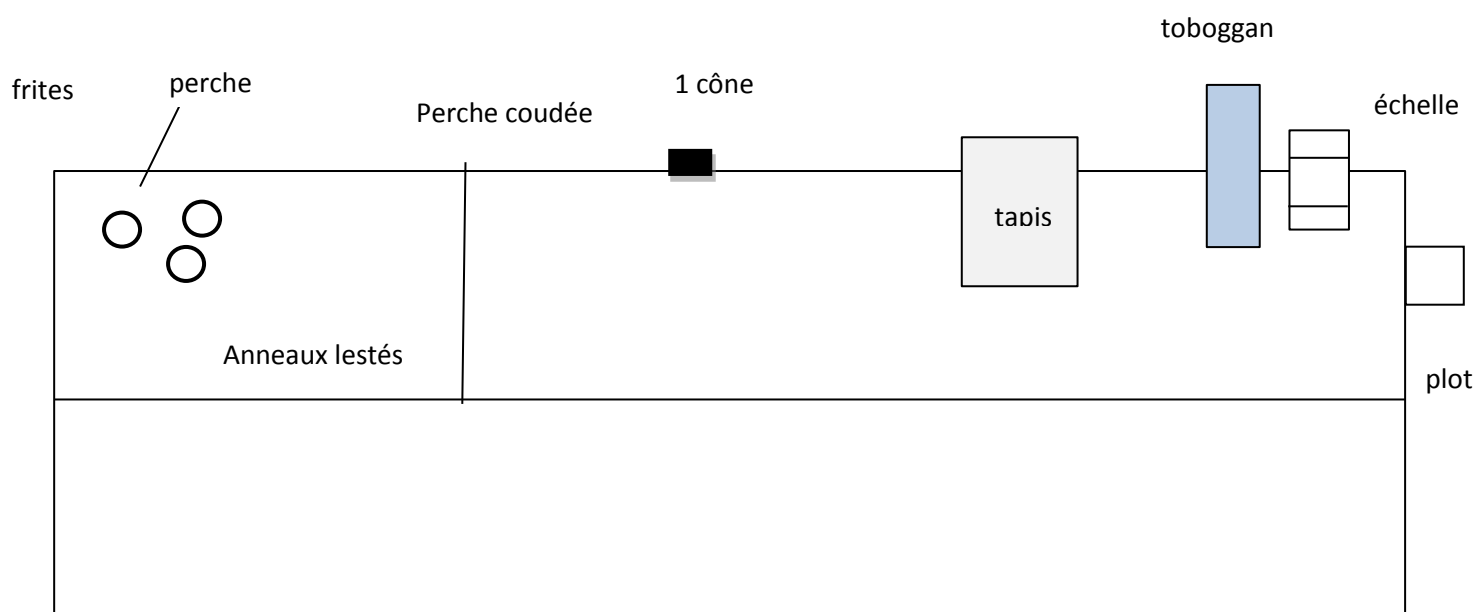 toboggan
frites
perche
1 cône
Perche coudée
échelle
tapis
Anneaux lestés
plot